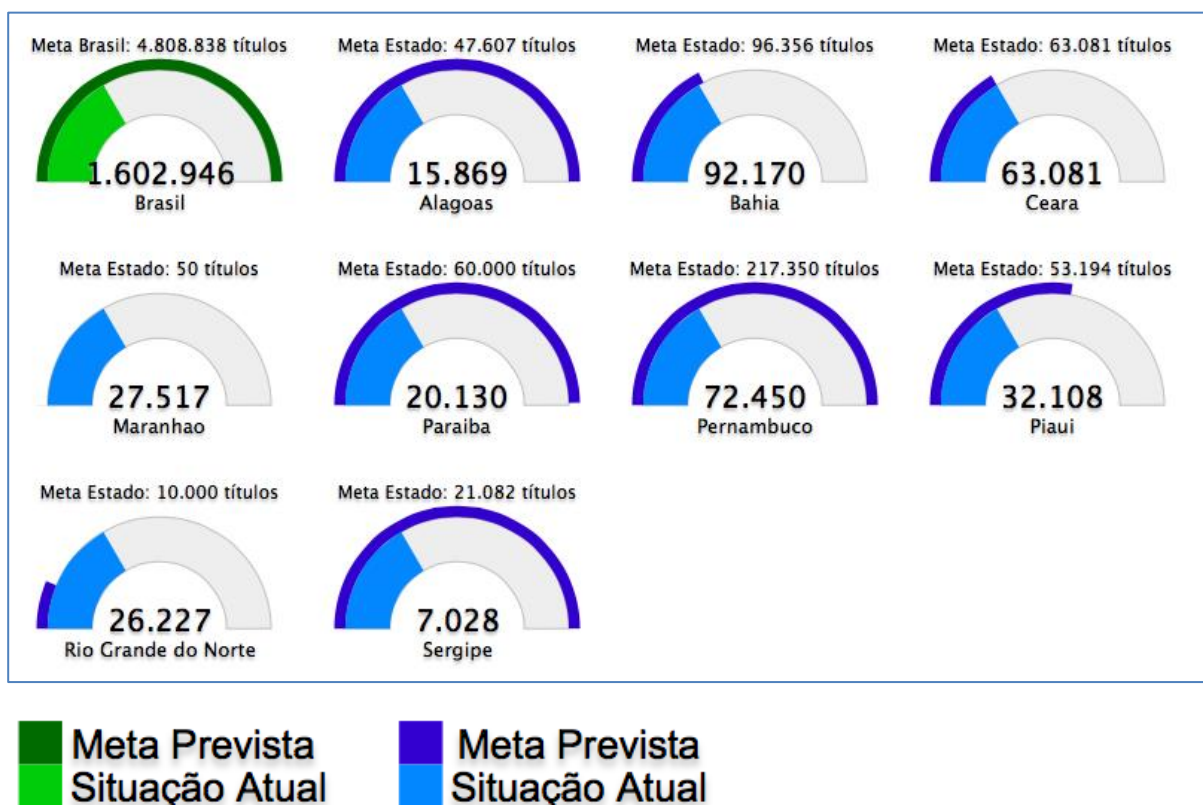 Meta Brasil: 4.808.838 títulos
1.602.946
Brasil
Meta Estado: 47.607 títulos
15.869
Alagoas
Meta Estado: 96.356 títulos
92.170
Bahia
Meta Estado: 63.081 títulos
63.081
Ceara
Meta Estado: 50 títulos
27.517
Maranhao
Meta Estado: 60.000 títulos
20.130
Paraiba
Meta Estado: 217.350 títulos
72.450
Pernambuco
Meta Estado: 53.194 títulos
32.108
Piaui
Meta Estado: 10.000 títulos
26.227
Rio Grande do Norte
Meta Estado: 21.082 títulos
7.028
Sergipe
Meta Prevista
Situação Atual
Meta Prevista
Situação Atual